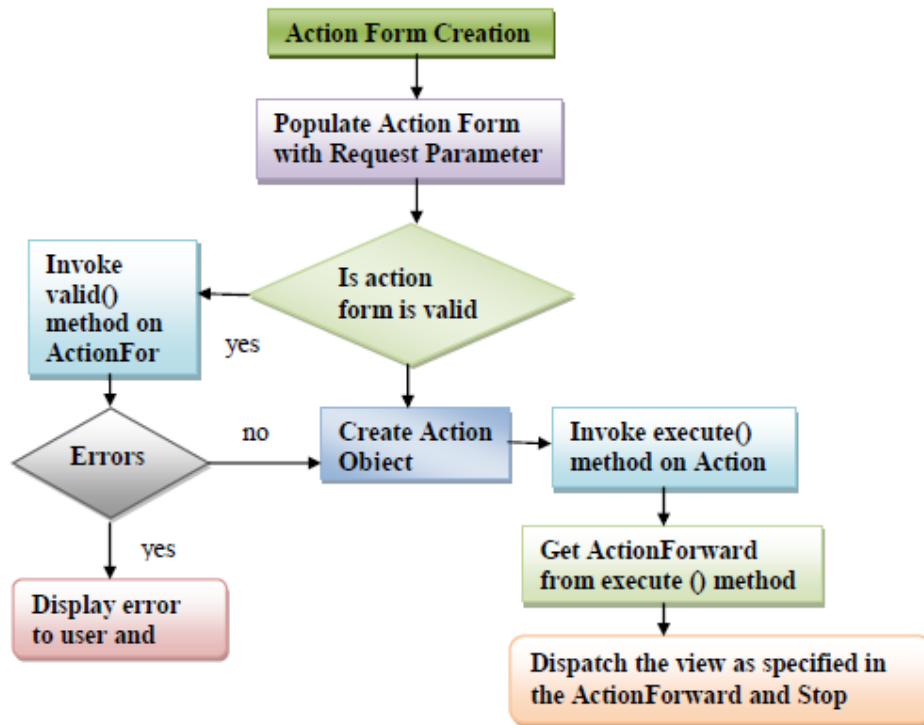 Action Form Creation
Populate Action Form
with Request Parameter
Is action
form is valid
Invoke
valid()
method on
ActionFor
yes
Errors
no
Create Action
Object
Invoke execute()
method on Action
yes
Get ActionForward
from execute () method
Display error
to user and
Dispatch the view as specified in
the ActionForward and Stop